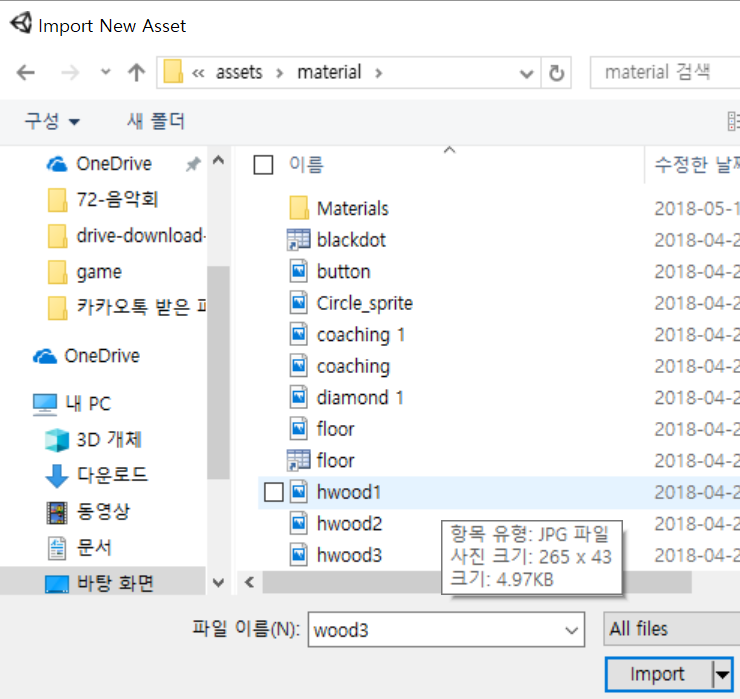 Import New Asset
« assets › material ›
material 검색
구성
새 폴더
OneDrive
72-음악회
drive-download-
game
카카오톡 받은
OneDrive
내 PC
3D 개체
다운로드
동영상
문서
바탕 화면
이름
수정한
Materials 2018-05-1
blackdot 2018-04-2
button 2018-04-2
Circle_sprite 2018-04-2
coaching 1 2018-04-2
coaching 2018-04-2
diamond 1 2018-04-2
floor 2018-04-2
floor 2018-04-2
hwood1 2018-04-2
hwood2 2018-04-2
hwood3 2018-04-2
항목 유형: JPG 파일
사진 크기: 265 x 43
크기: 4.97KB
파일 이름(N): wood3
All files
Import